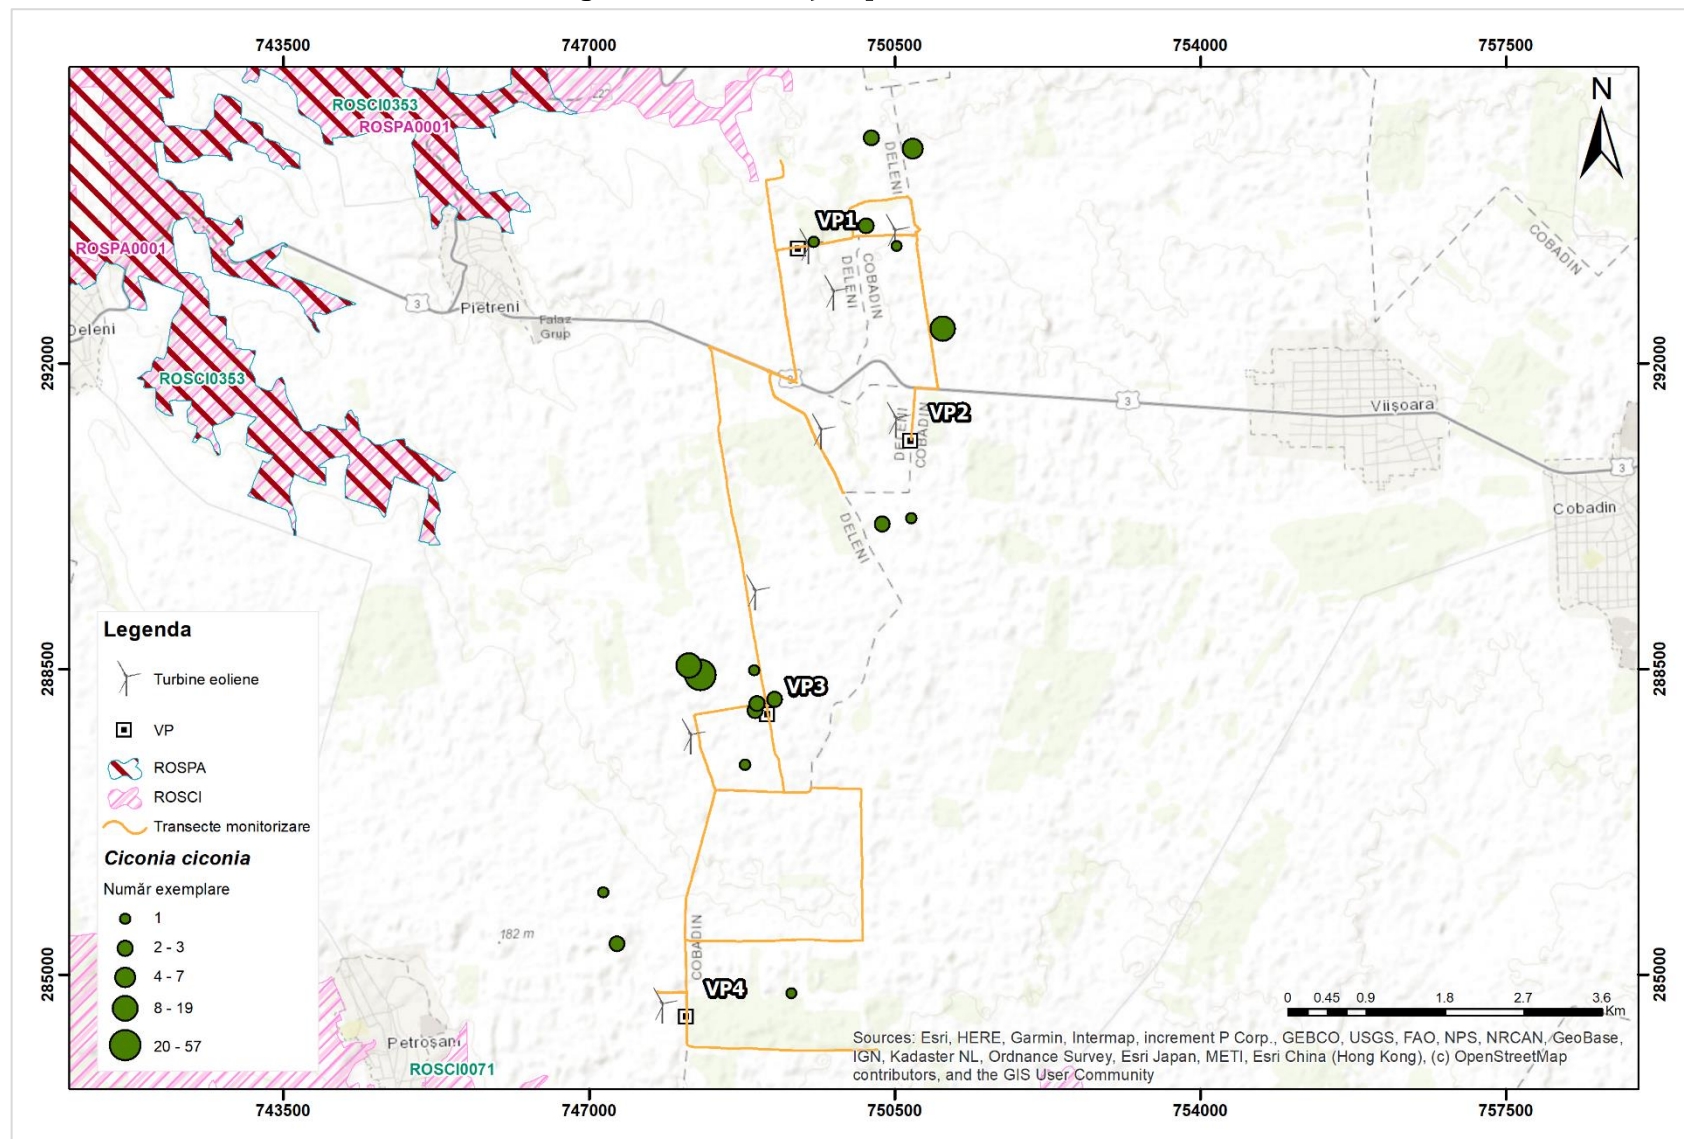 743500
747000
750500
754000
757500
N
227
ROSCI0353
ROSPA0001
DELENI
VP1
COBADIN
ROSPA0001
COBADIN
DELENI
3
Pietreni
Falaz
Grup
Deleni
292000
292000
ROSCI0353
3
3
Viișoara
VP2
DELENI
COBADIN
3
Cobadin
DELENI
Legenda
288500
288500
Turbine eoliene
VP3
VP
ROSPA
ROSCI
Transecte monitorizare
Ciconia ciconia
Număr exemplare
1
2 - 3
4 - 7
8 - 19
20 - 57
182 m
COBADIN
285000
285000
VP4
0 0.45 0.9 1.8 2.7 3.6
Km
Petroșani
ROSCI0071
Sources: Esri, HERE, Garmin, Intermap, increment P Corp., GEBCO, USGS, FAO, NPS, NRCAN, GeoBase,
IGN, Kadaster NL, Ordnance Survey, Esri Japan, METI, Esri China (Hong Kong), (c) OpenStreetMap
contributors, and the GIS User Community
743500
747000
750500
754000
757500